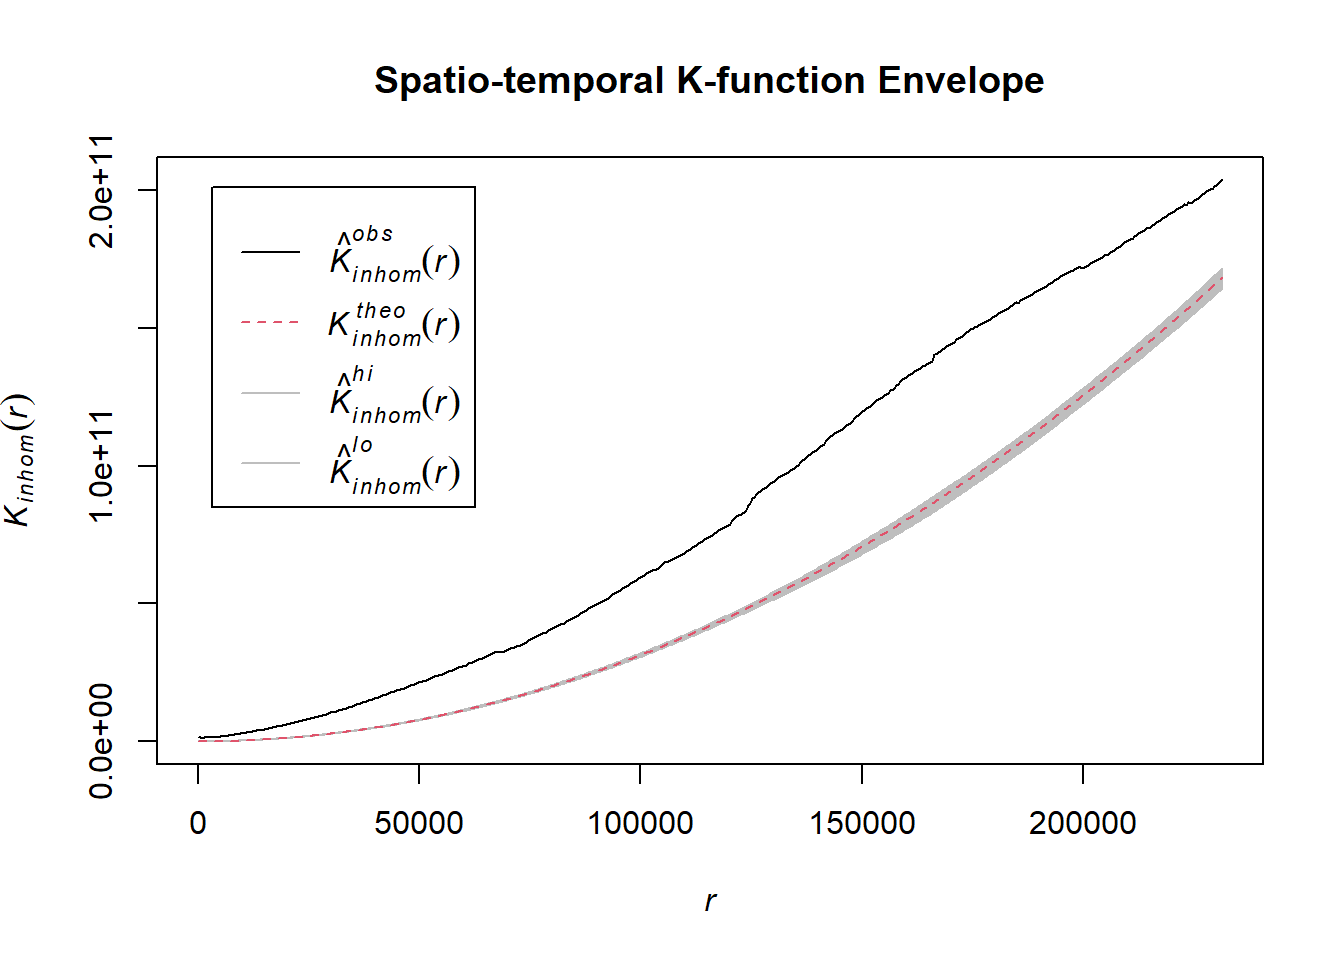 Spatio-temporal K-function Envelope
K̂ᵒᵇˢ inhom(r)
Kᵗʰᵉᵒ inhom(r)
K̂ʰⁱ inhom(r)
K̂ˡᵒ inhom(r)
K inhom(r)
2.0e+11
1.0e+11
0.0e+00
0 50000 100000 150000 200000
r